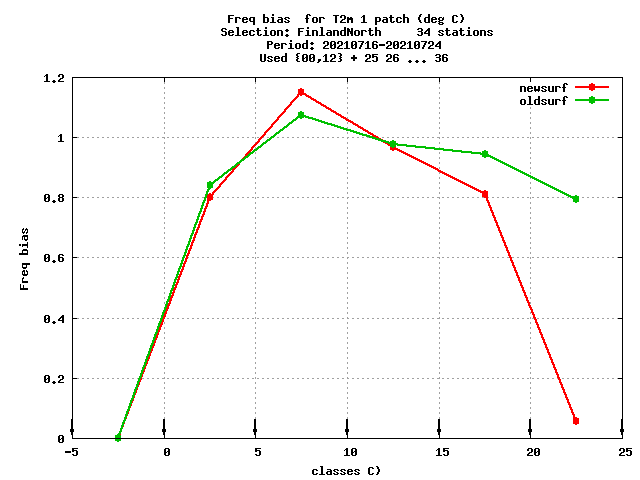 Freq bias  for T2m 1 patch (deg C)
Selection: FinlandNorth     34 stations
Period: 20210716-20210724
Used {00,12} + 25 26 ... 36
newsurf
oldsurf
1.2
1
0.8
0.6
0.4
0.2
0
Freq bias
-5
0
5
10
15
20
25
classes C)